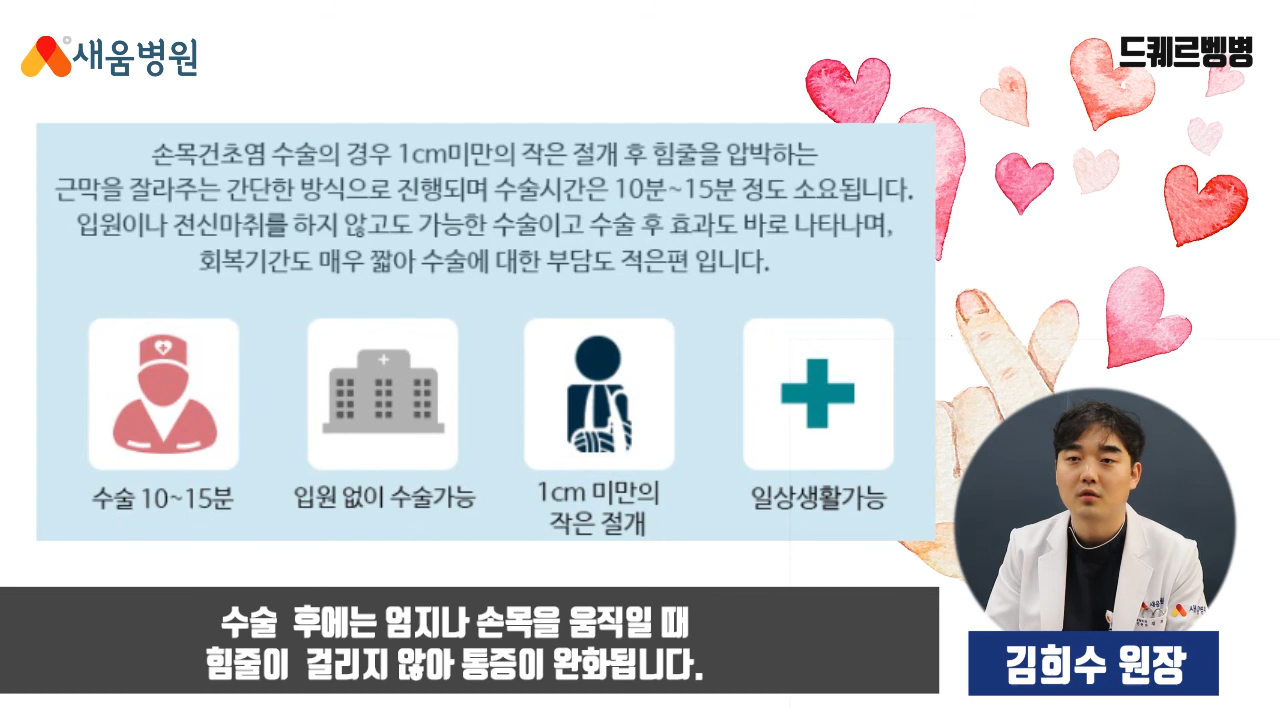 새움병원
드퀘르벵병
손목건초염 수술의 경우 1cm미만의 작은 절개 후 힘줄을 압박하는
근막을 잘라주는 간단한 방식으로 진행되며 수술시간은 10분~15분 정도 소요됩니다.
입원이나 전신마취를 하지 않고도 가능한 수술이고 수술 후 효과도 바로 나타나며,
회복기간도 매우 짧아 수술에 대한 부담도 적은편 입니다.
수술 10~15분
입원 없이 수술가능
1cm 미만의
작은 절개
일상생활가능
수술 후에는 엄지나 손목을 움직일 때
힘줄이 걸리지 않아 통증이 완화됩니다.
김희수 원장